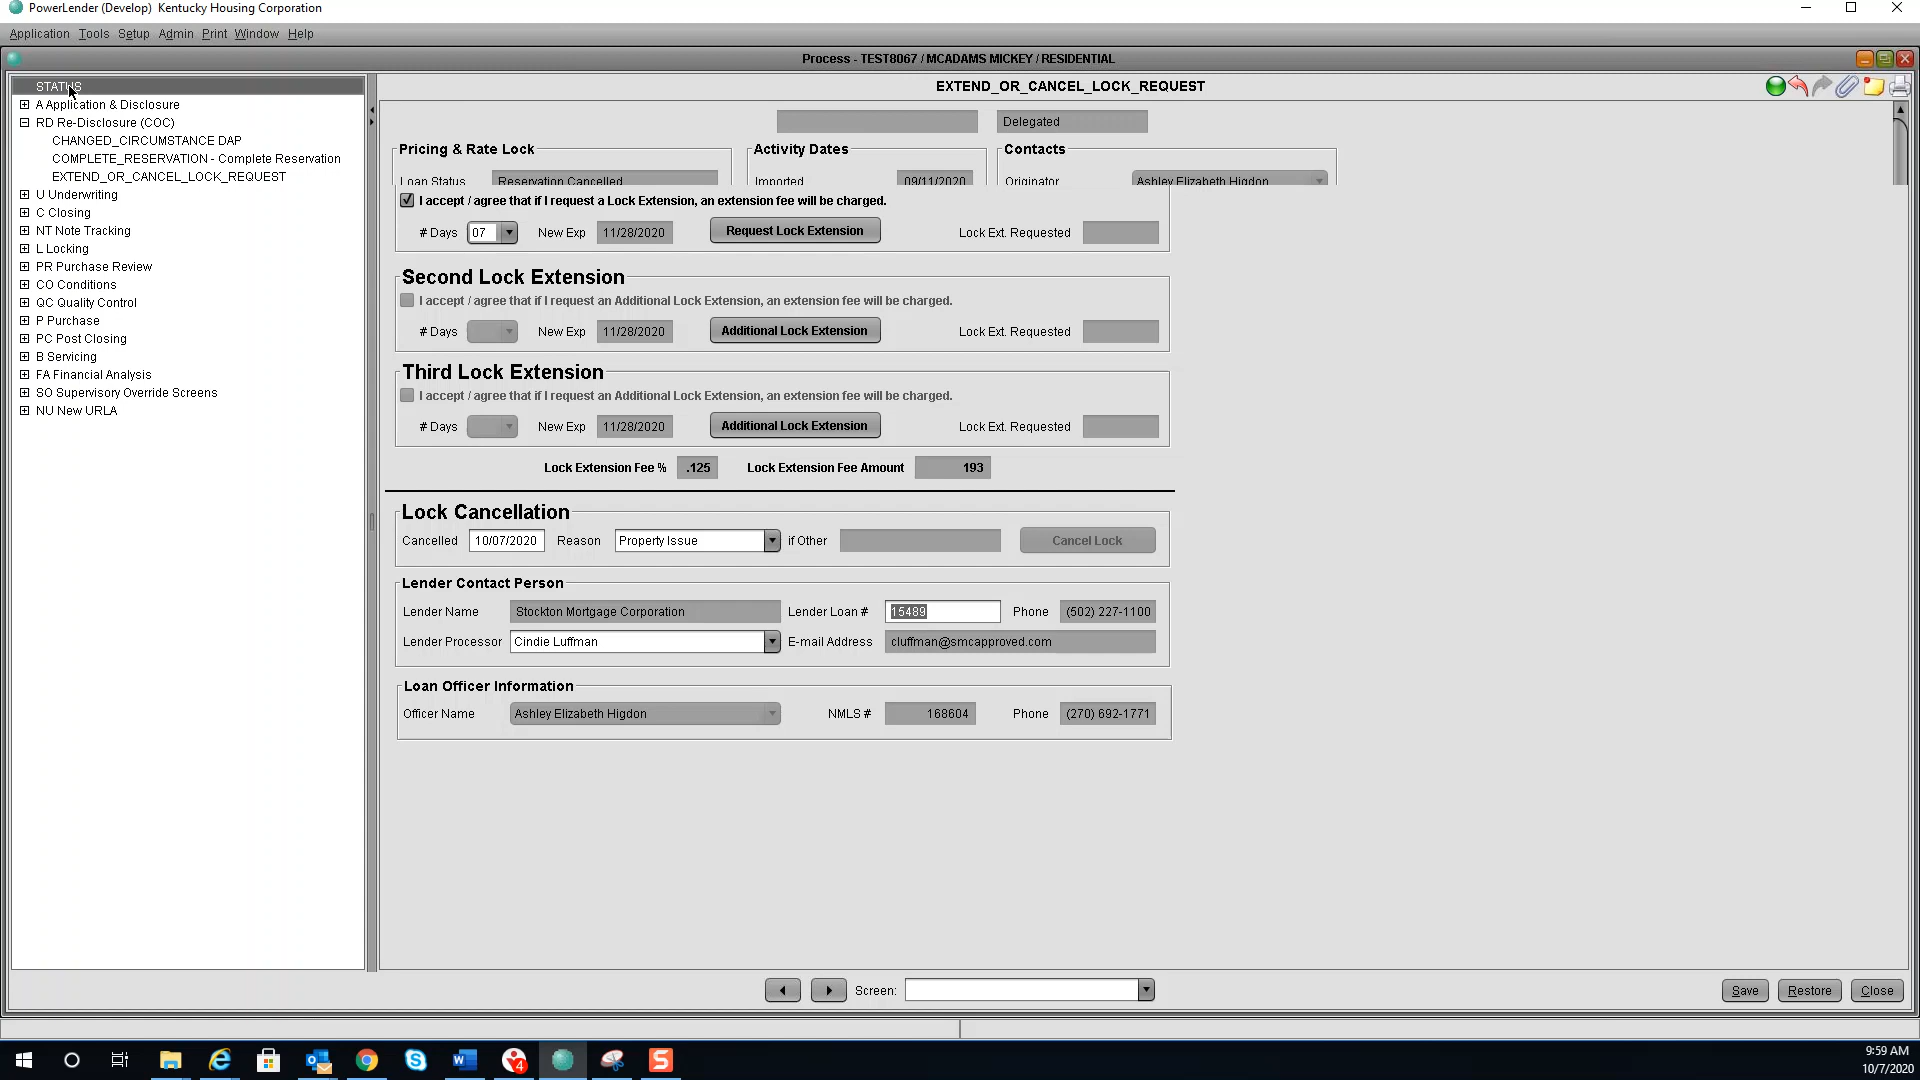 PowerLender (Develop) Kentucky Housing Corporation
Application Tools Setup Admin Print Window Help
Process - TEST8067 / MCADAMS MICKEY / RESIDENTIAL
STATUS
A Application & Disclosure
RD Re-Disclosure (COC)
CHANGED_CIRCUMSTANCE DAP
COMPLETE_RESERVATION - Complete Reservation
EXTEND_OR_CANCEL_LOCK_REQUEST
U Underwriting
C Closing
NT Note Tracking
L Locking
PR Purchase Review
CO Conditions
QC Quality Control
P Purchase
PC Post Closing
B Servicing
FA Financial Analysis
SO Supervisory Override Screens
NU New URLA
EXTEND_OR_CANCEL_LOCK_REQUEST
Delegated
Pricing & Rate Lock Activity Dates Contacts
Loan Status Reservation Cancelled Imported 09/11/2020 Originator Ashley Elizabeth Higdon
I accept / agree that if I request a Lock Extension, an extension fee will be charged.
# Days 07 New Exp 11/28/2020 Request Lock Extension Lock Ext. Requested
Second Lock Extension
I accept / agree that if I request an Additional Lock Extension, an extension fee will be charged.
# Days New Exp 11/28/2020 Additional Lock Extension Lock Ext. Requested
Third Lock Extension
I accept / agree that if I request an Additional Lock Extension, an extension fee will be charged.
# Days New Exp 11/28/2020 Additional Lock Extension Lock Ext. Requested
Lock Extension Fee % .125 Lock Extension Fee Amount 193
Lock Cancellation
Cancelled 10/07/2020 Reason Property Issue if Other Cancel Lock
Lender Contact Person
Lender Name Stockton Mortgage Corporation Lender Loan # 15489 Phone (502) 227-1100
Lender Processor Cindie Luffman E-mail Address cluffman@smcapproved.com
Loan Officer Information
Officer Name Ashley Elizabeth Higdon NMLS # 168604 Phone (270) 692-1771
Screen: Save Restore Close
4
9:59 AM
10/7/2020